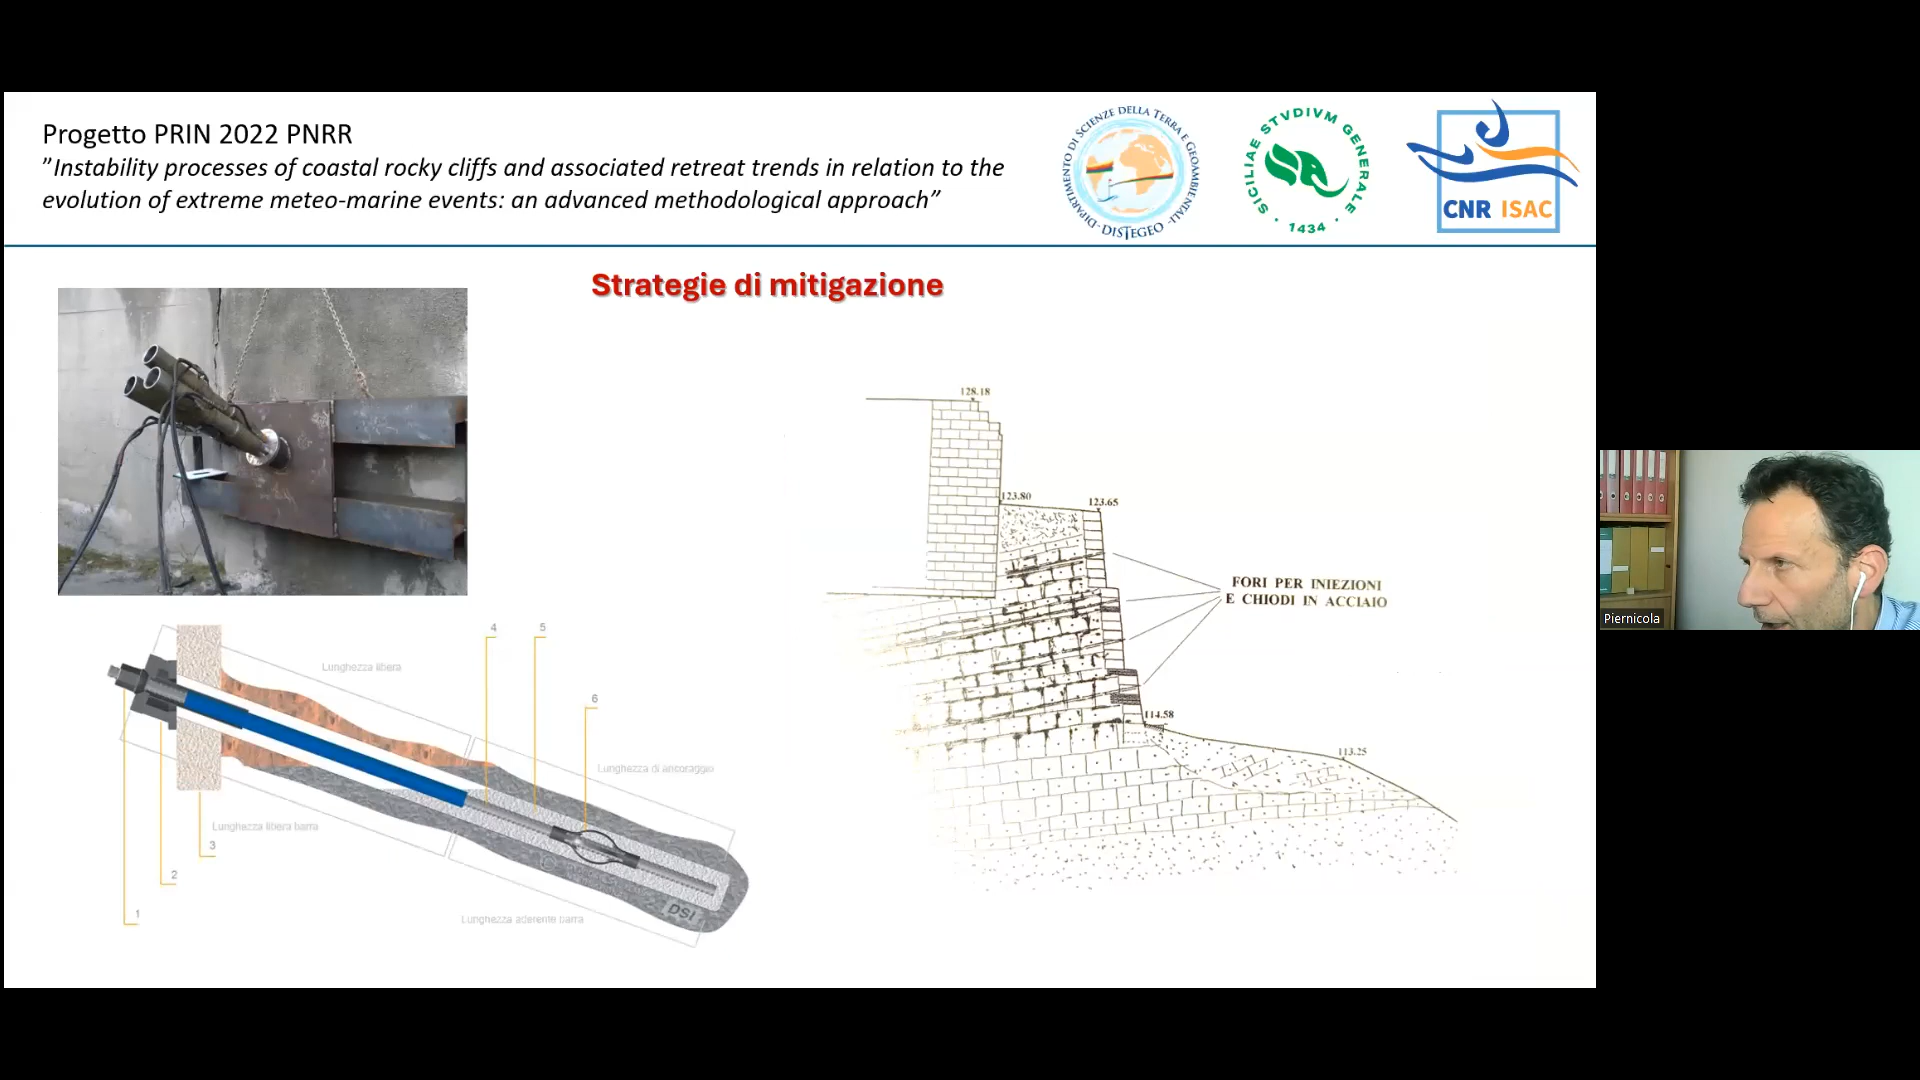 Progetto PRIN 2022 PNRR
”Instability processes of coastal rocky cliffs and associated retreat trends in relation to the
evolution of extreme meteo-marine events: an advanced methodological approach”
DIPARTIMENTO DI SCIENZE DELLA TERRA E GEOAMBIENTALI
DISTEGEO
SICILIAE STVDIVM GENERALE
1434
CNR ISAC
Strategie di mitigazione
128.18
123.80
123.65
FORI PER INIEZIONI
E CHIODI IN ACCIAIO
114.58
113.25
4
5
Lunghezza libera
6
Lunghezza di ancoraggio
Lunghezza libera barra
3
2
1
Lunghezza aderente barra
DSI
Piernicola